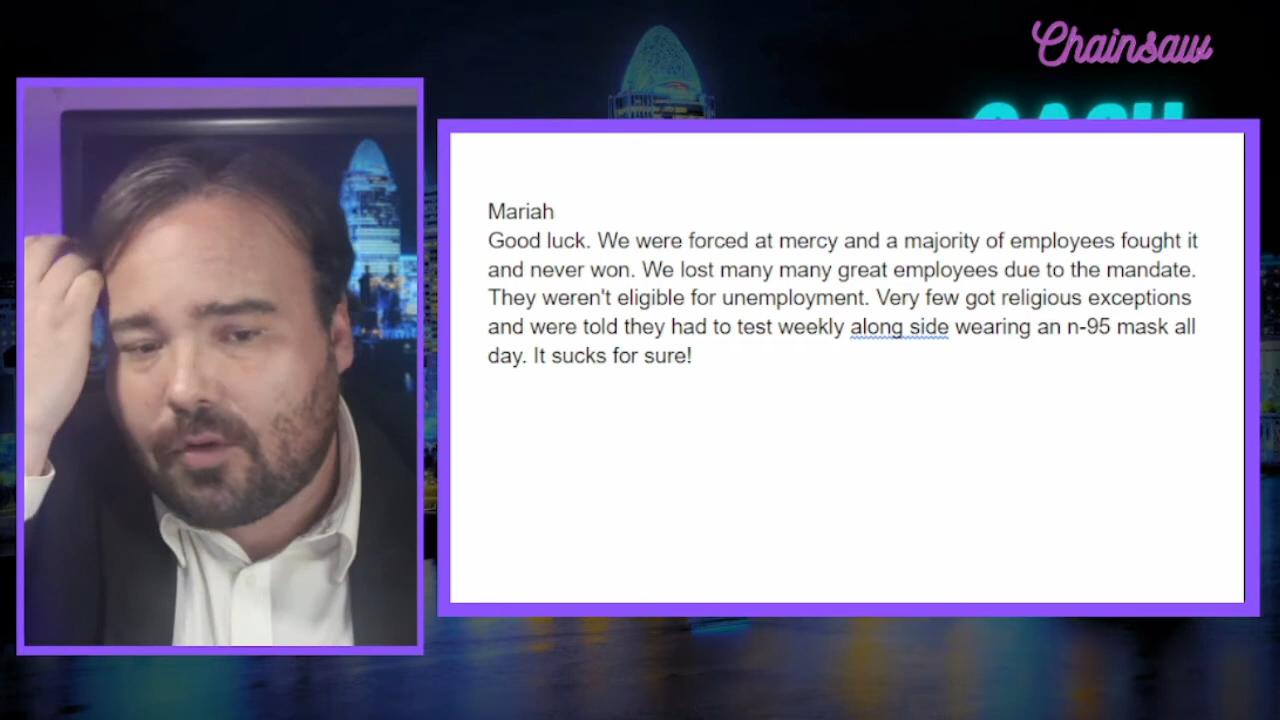 Chainsaw
CASH
Mariah
Good luck. We were forced at mercy and a majority of employees fought it
and never won. We lost many many great employees due to the mandate.
They weren't eligible for unemployment. Very few got religious exceptions
and were told they had to test weekly along side wearing an n-95 mask all
day. It sucks for sure!